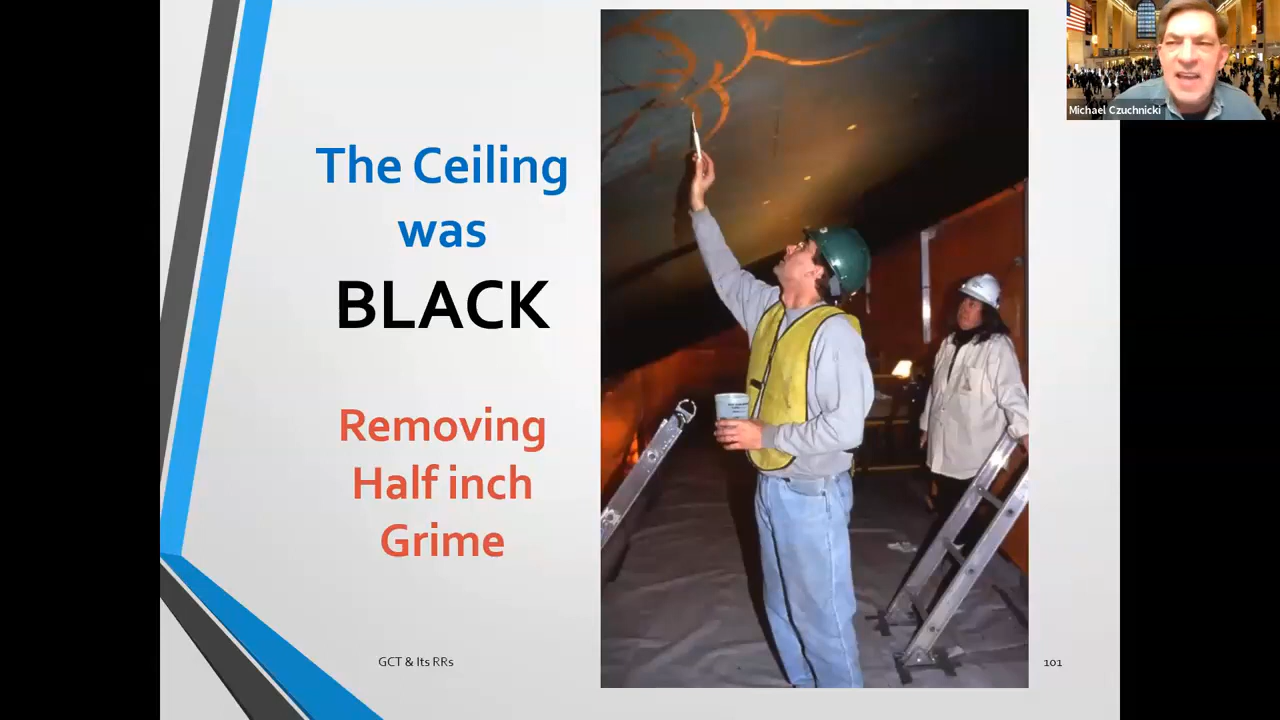 The Ceiling
was
BLACK
Removing
Half inch
Grime
GCT & Its RRs
101
Michael Czuchnicki